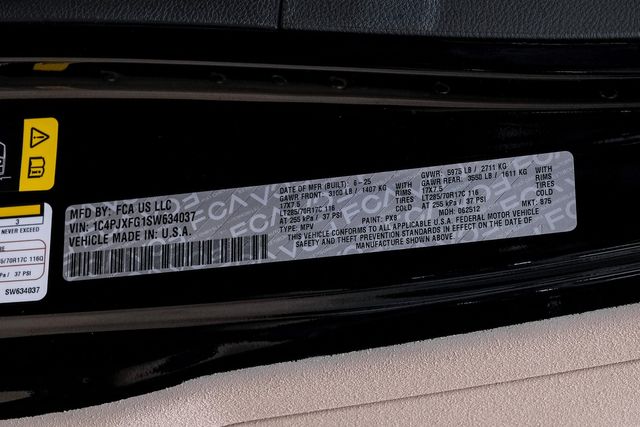 3
NEVER EXCEED
5/70R17C 116Q
Pa / 37 PSI
SW634037
MFD BY: FCA US LLC
VIN: 1C4PJXFG1SW634037
VEHICLE MADE IN U.S.A.
DATE OF MFR (BUILT): 6-25 GVWR: 5975 LB / 2711 KG
GAWR FRONT: 3100 LB / 1407 KG WITH GAWR REAR: 3550 LB / 1611 KG WITH
17X7.5 RIMS 17X7.5 RIMS
LT285/70R17C 116 TIRES LT285/70R17C 116 TIRES
AT 255 kPa / 37 PSI COLD AT 255 kPa / 37 PSI COLD
TYPE: MPV PAINT: PX8 MDH: 062512 MKT: 875
THIS VEHICLE CONFORMS TO ALL APPLICABLE U.S.A. FEDERAL MOTOR VEHICLE
SAFETY AND THEFT PREVENTION STANDARDS IN EFFECT ON THE DATE OF
MANUFACTURE SHOWN ABOVE.